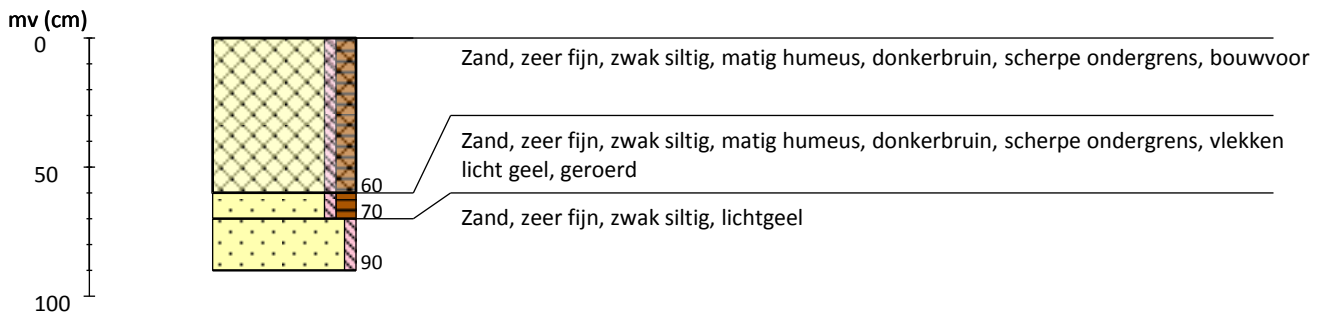 mv (cm)
0
Zand, zeer fijn, zwak siltig, matig humeus, donkerbruin, scherpe ondergrens, bouwvoor
Zand, zeer fijn, zwak siltig, matig humeus, donkerbruin, scherpe ondergrens, vlekken
licht geel, geroerd
50
60
70
Zand, zeer fijn, zwak siltig, lichtgeel
90
100